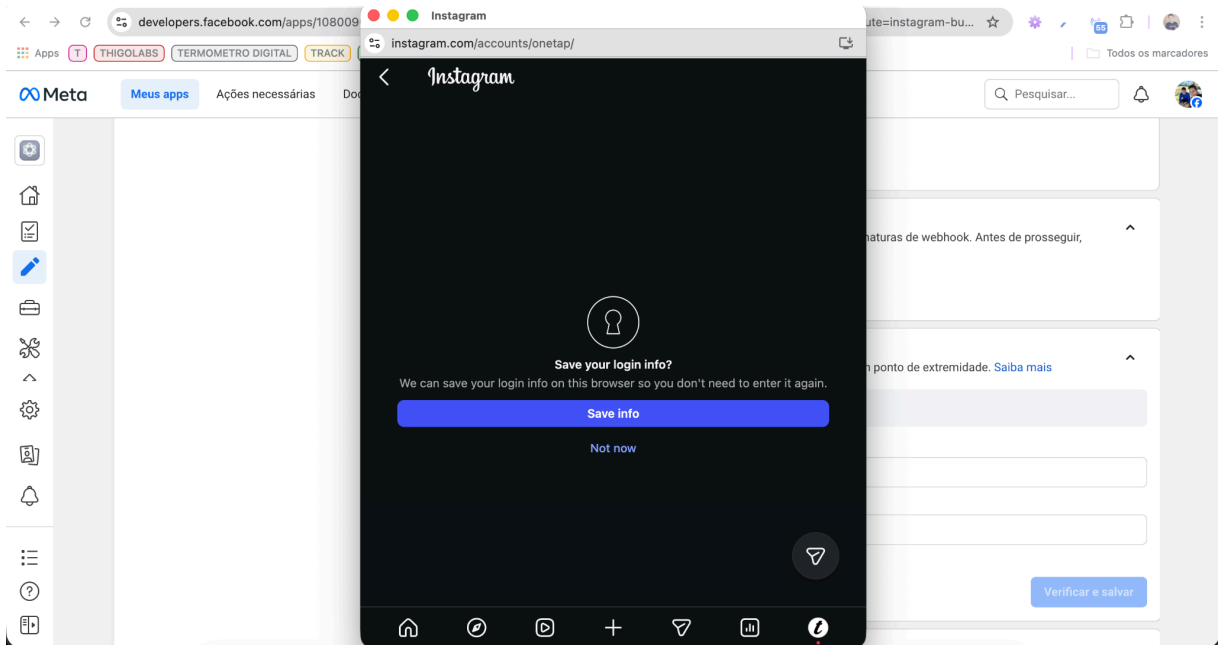 Instagram
developers.facebook.com/apps/10800
ute=instagram-bu...
55
instagram.com/accounts/onetap/
Apps
T
THIGOLABS
TERMOMETRO DIGITAL
TRACK
Todos os marcadores
Instagram
Meta
Meus apps
Ações necessárias
Doc
Pesquisar...
naturas de webhook. Antes de prosseguir,
Save your login info?
ponto de extremidade. Saiba mais
We can save your login info on this browser so you don't need to enter it again.
Save info
Not now
Verificar e salvar